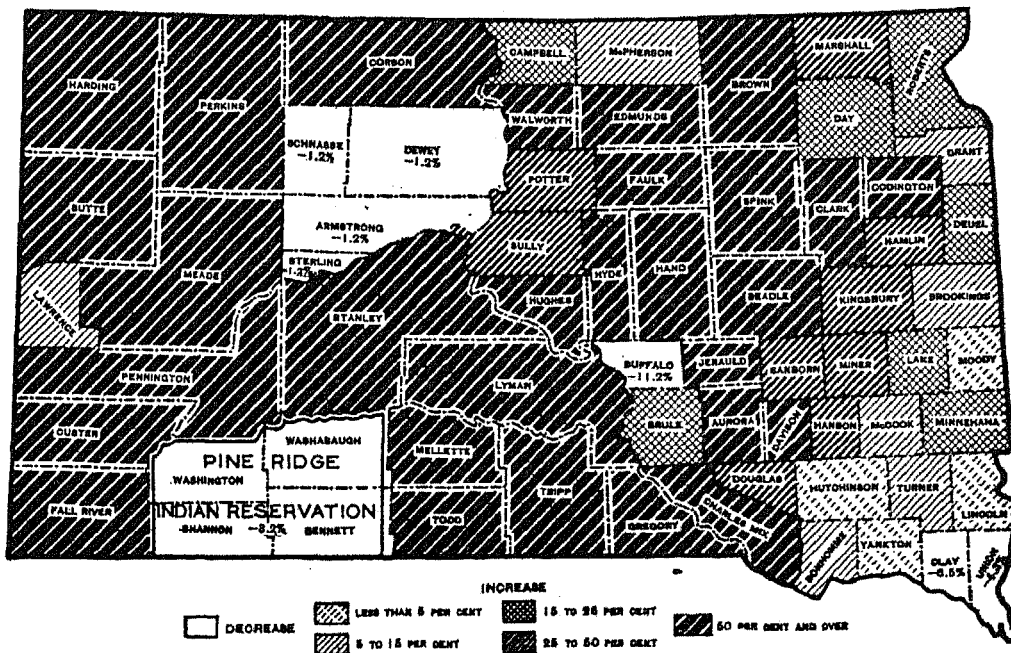 HARDING
PERKINS
CORSON
CAMPBELL
McPHERSON
BROWN
MARSHALL
ROBERTS
WALWORTH
EDMUNDS
DAY
SCHNASSE
-1.2%
DEWEY
-1.2%
GRANT
BUTTE
POTTER
FAULK
SPINK
CLARK
CODINGTON
DEUEL
ARMSTRONG
-1.2%
SULLY
HAMLIN
MEADE
STERLING
-1.2%
HYDE
HAND
LAWRENCE
STANLEY
HUGHES
BEADLE
KINGSBURY
BROOKINGS
PENNINGTON
LYMAN
BUFFALO
-11.2%
JERAULD
SANBORN
MINER
LAKE
MOODY
CUSTER
BRULE
AURORA
DAVISON
HANSON
McCOOK
MINNEHAHA
WASHABAUGH
PINE RIDGE
WASHINGTON
MELLETTE
INDIAN RESERVATION
SHANNON
-8.2%
BENNETT
FALL RIVER
TODD
TRIPP
GREGORY
CHARLES MIX
DOUGLAS
HUTCHINSON
TURNER
LINCOLN
BON HOMME
YANKTON
CLAY
-6.5%
UNION
INCREASE
DECREASE
LESS THAN 5 PER CENT
15 TO 25 PER CENT
50 PER CENT AND OVER
5 TO 15 PER CENT
25 TO 50 PER CENT